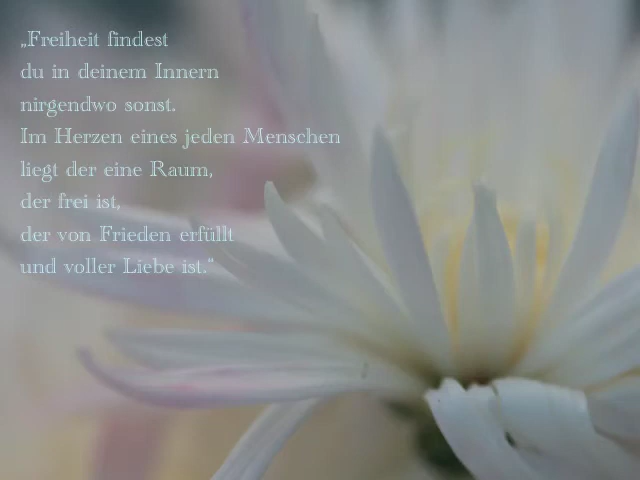 „Freiheit findest
du in deinem Innern
nirgendwo sonst.
Im Herzen eines jeden Menschen
liegt der eine Raum,
der frei ist,
der von Frieden erfüllt
und voller Liebe ist.“